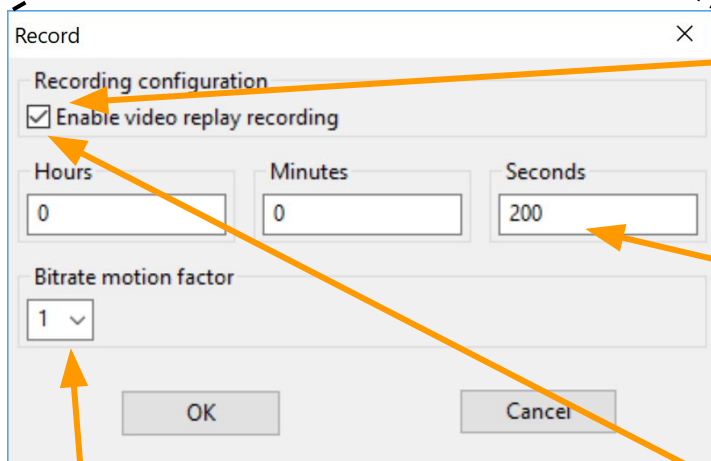 Record
Recording configuration
Enable video replay recording
Hours Minutes Seconds
0 0 200
Bitrate motion factor
1
OK Cancel